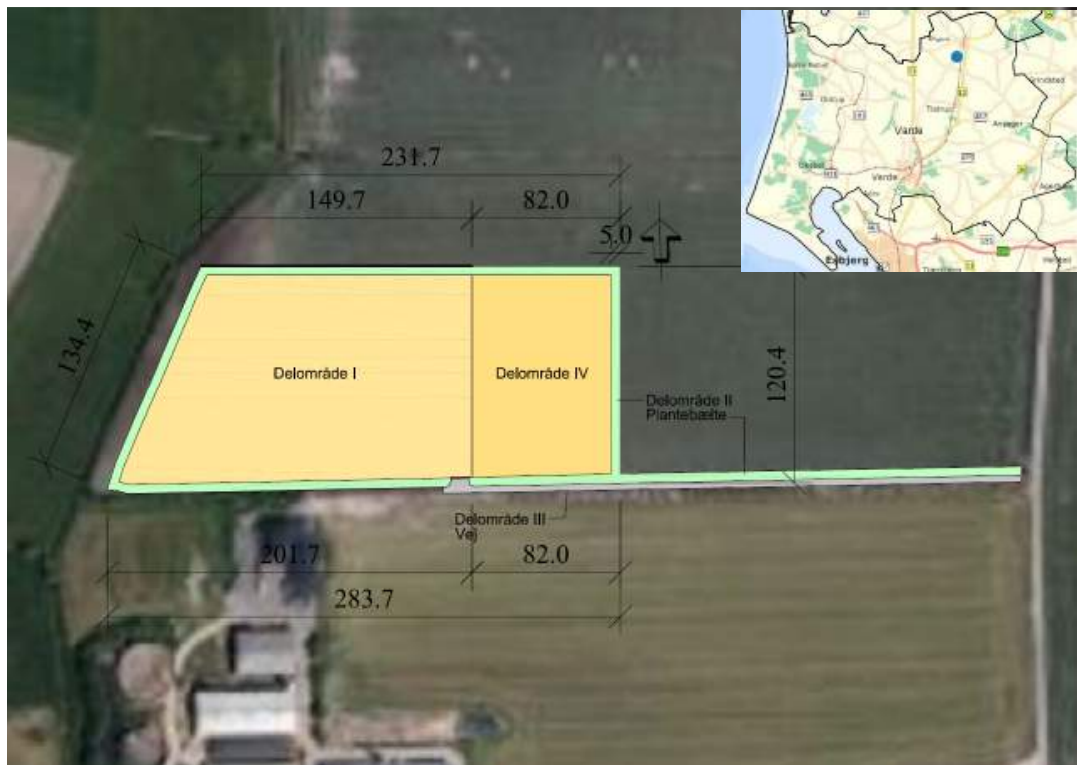 231.7
149.7
82.0
5.0
134.4
120.4
Delområde I
Delområde IV
Delområde II
Plantebælte
Delområde III
Vej
201.7
82.0
283.7
Varde
Varde
Esbjerg